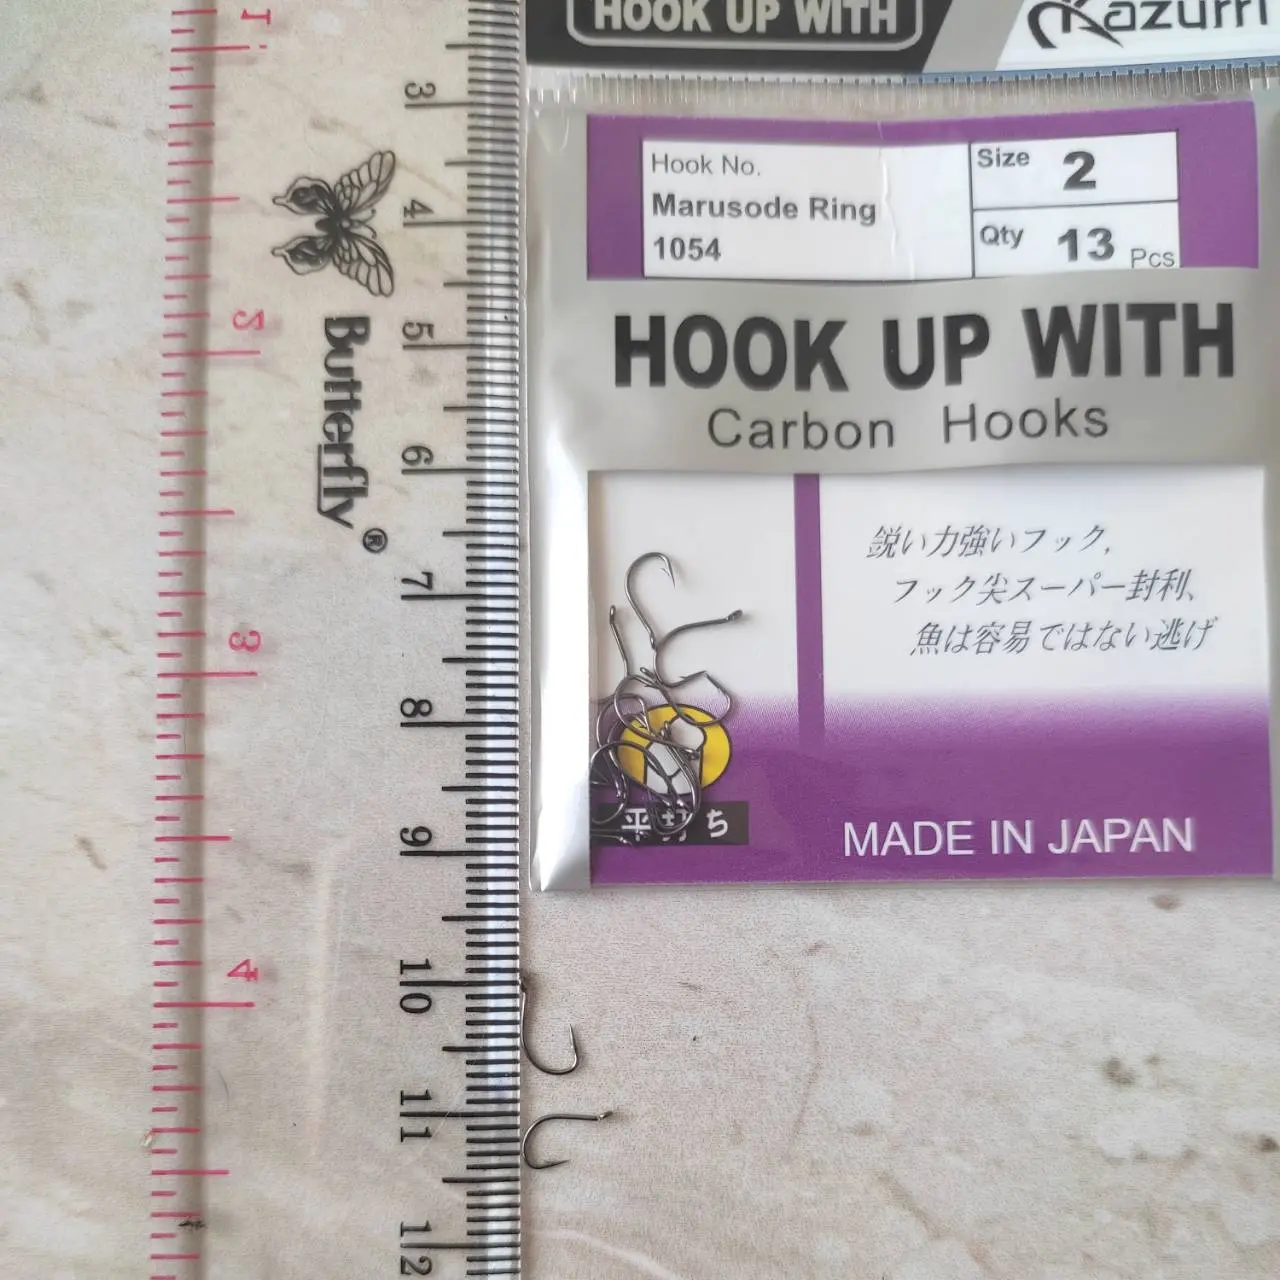 HOOK UP WITH
Kazurri
Hook No.
Marusode Ring
1054
Size 2
Qty 13 Pcs
HOOK UP WITH
Carbon Hooks
鋭い力強いフック,
フック尖スーパー封利、
魚は容易ではない逃げ
平打ち
MADE IN JAPAN
Butterfly®
3
4
5
6
7
8
9
10
11
12
1
2
3
4